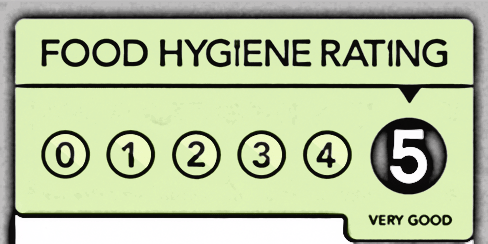 FOOD HYGIENE RATING
0 1 2 3 4 5
VERY GOOD